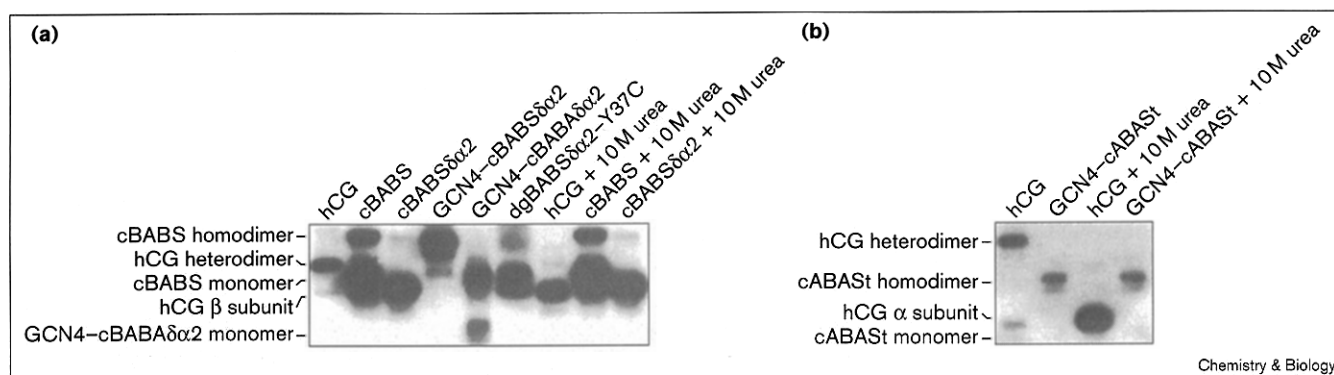 (a)
hCG
cBABS
cBABSδα2
GCN4–cBABSδα2
GCN4–cBABAδα2
dgBABSδα2–Y37C
hCG + 10 M urea
cBABS + 10 M urea
cBABSδα2 + 10 M urea
cBABS homodimer
hCG heterodimer
cBABS monomer
hCG β subunit
GCN4–cBABAδα2 monomer
(b)
hCG
GCN4–cABASt
hCG + 10 M urea
GCN4–cABASt + 10 M urea
hCG heterodimer
cABASt homodimer
hCG α subunit
cABASt monomer
Chemistry & Biology